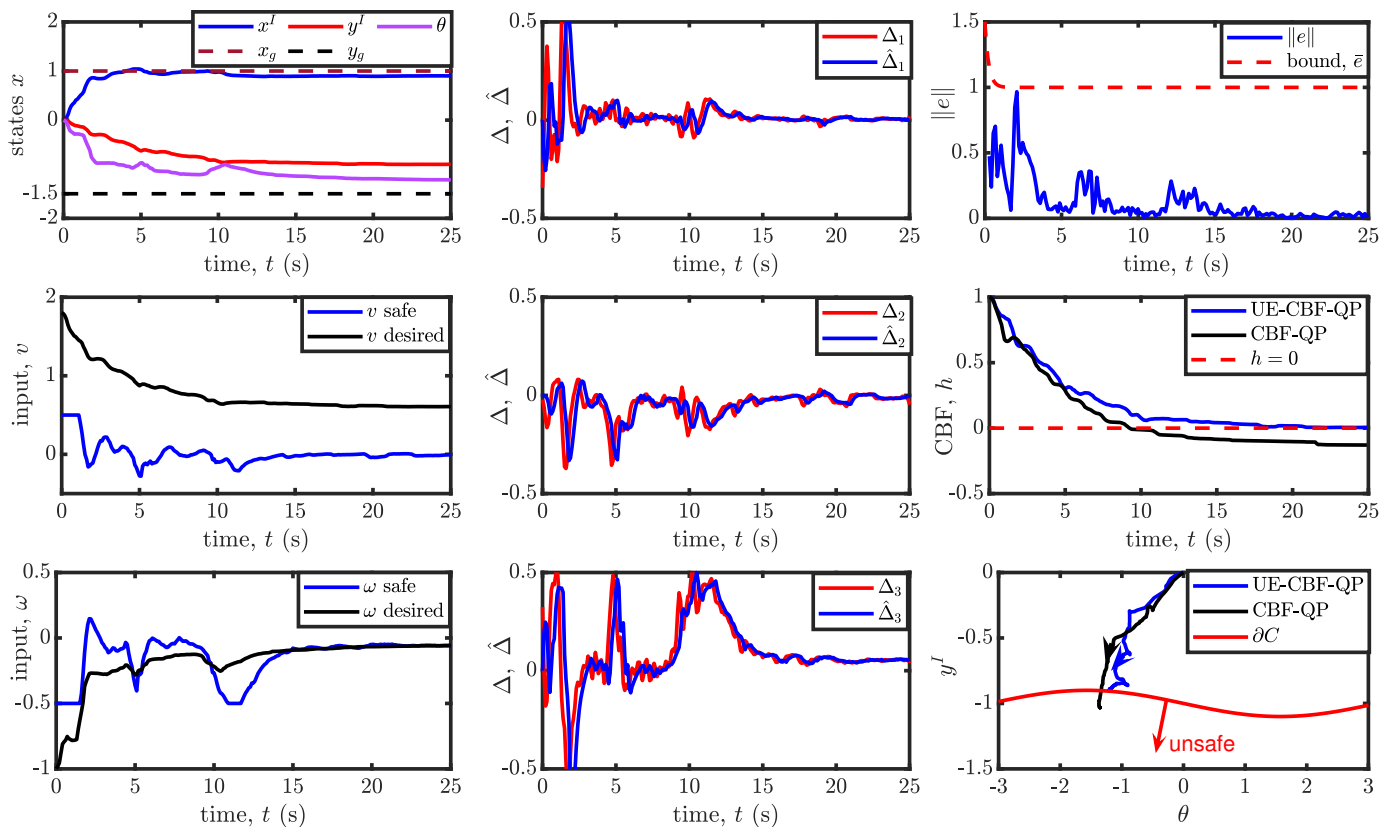 x^I y^I θ
x_g y_g
1
0
-1.5
-2
states x
0 5 10 15 20 25
time, t (s)
0.5
0
-0.5
Δ, Δ̂
Δ₁
Δ̂₁
0 5 10 15 20 25
time, t (s)
1.5
1
0.5
0
‖e‖
‖e‖
bound, ē
0 5 10 15 20 25
time, t (s)
2
1
0
input, v
v safe
v desired
0 5 10 15 20 25
time, t (s)
0.5
0
-0.5
Δ, Δ̂
Δ₂
Δ̂₂
0 5 10 15 20 25
time, t (s)
1
0.5
0
-0.5
CBF, h
UE-CBF-QP
CBF-QP
h = 0
0 5 10 15 20 25
time, t (s)
0.5
-0
-0.5
-1
input, ω
ω safe
ω desired
0 5 10 15 20 25
time, t (s)
0.5
0
-0.5
Δ, Δ̂
Δ₃
Δ̂₃
0 5 10 15 20 25
time, t (s)
0
-0.5
-1
-1.5
y^I
UE-CBF-QP
CBF-QP
∂C
unsafe
-3 -2 -1 0 1 2 3
θ